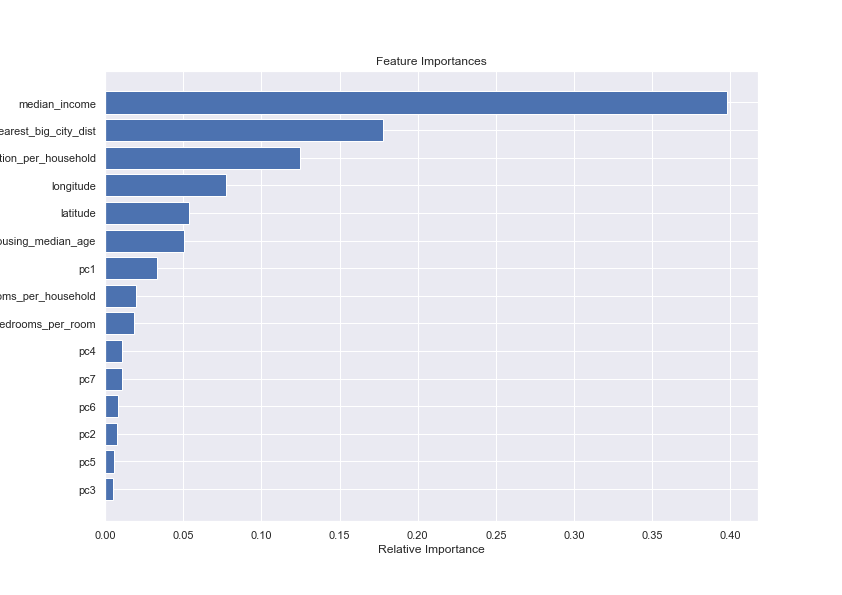 Feature Importances
median_income
earest_big_city_dist
tion_per_household
longitude
latitude
ousing_median_age
pc1
oms_per_household
edrooms_per_room
pc4
pc7
pc6
pc2
pc5
pc3
0.00 0.05 0.10 0.15 0.20 0.25 0.30 0.35 0.40
Relative Importance